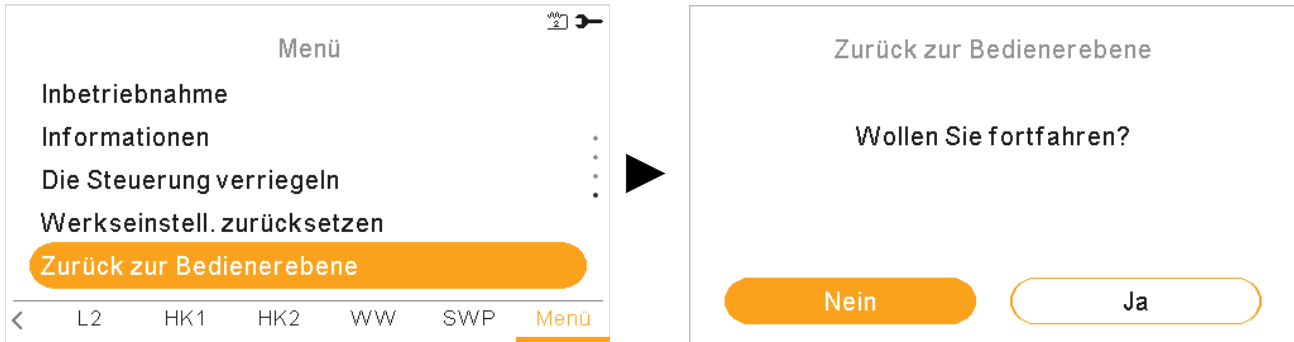 2
Menü
Inbetriebnahme
Informationen
Die Steuerung verriegeln
Werkseinstell. zurücksetzen
Zurück zur Bedienerebene
< L2 HK1 HK2 WW SWP Menü
Zurück zur Bedienerebene
Wollen Sie fortfahren?
Nein Ja